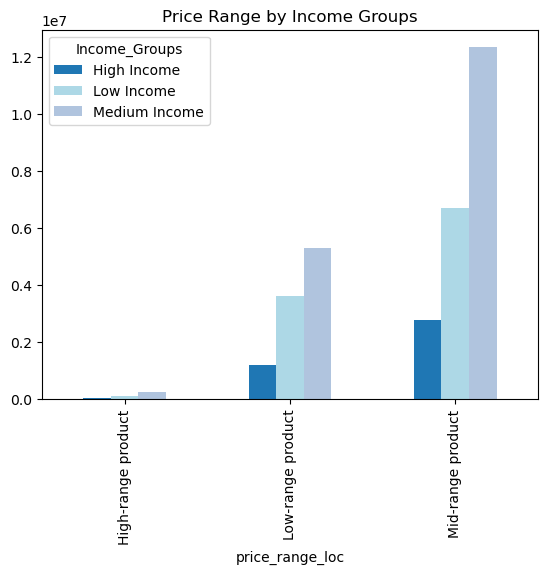 Price Range by Income Groups
1e7
Income_Groups
High Income
Low Income
Medium Income
1.2
1.0
0.8
0.6
0.4
0.2
0.0
High-range product
Low-range product
Mid-range product
price_range_loc